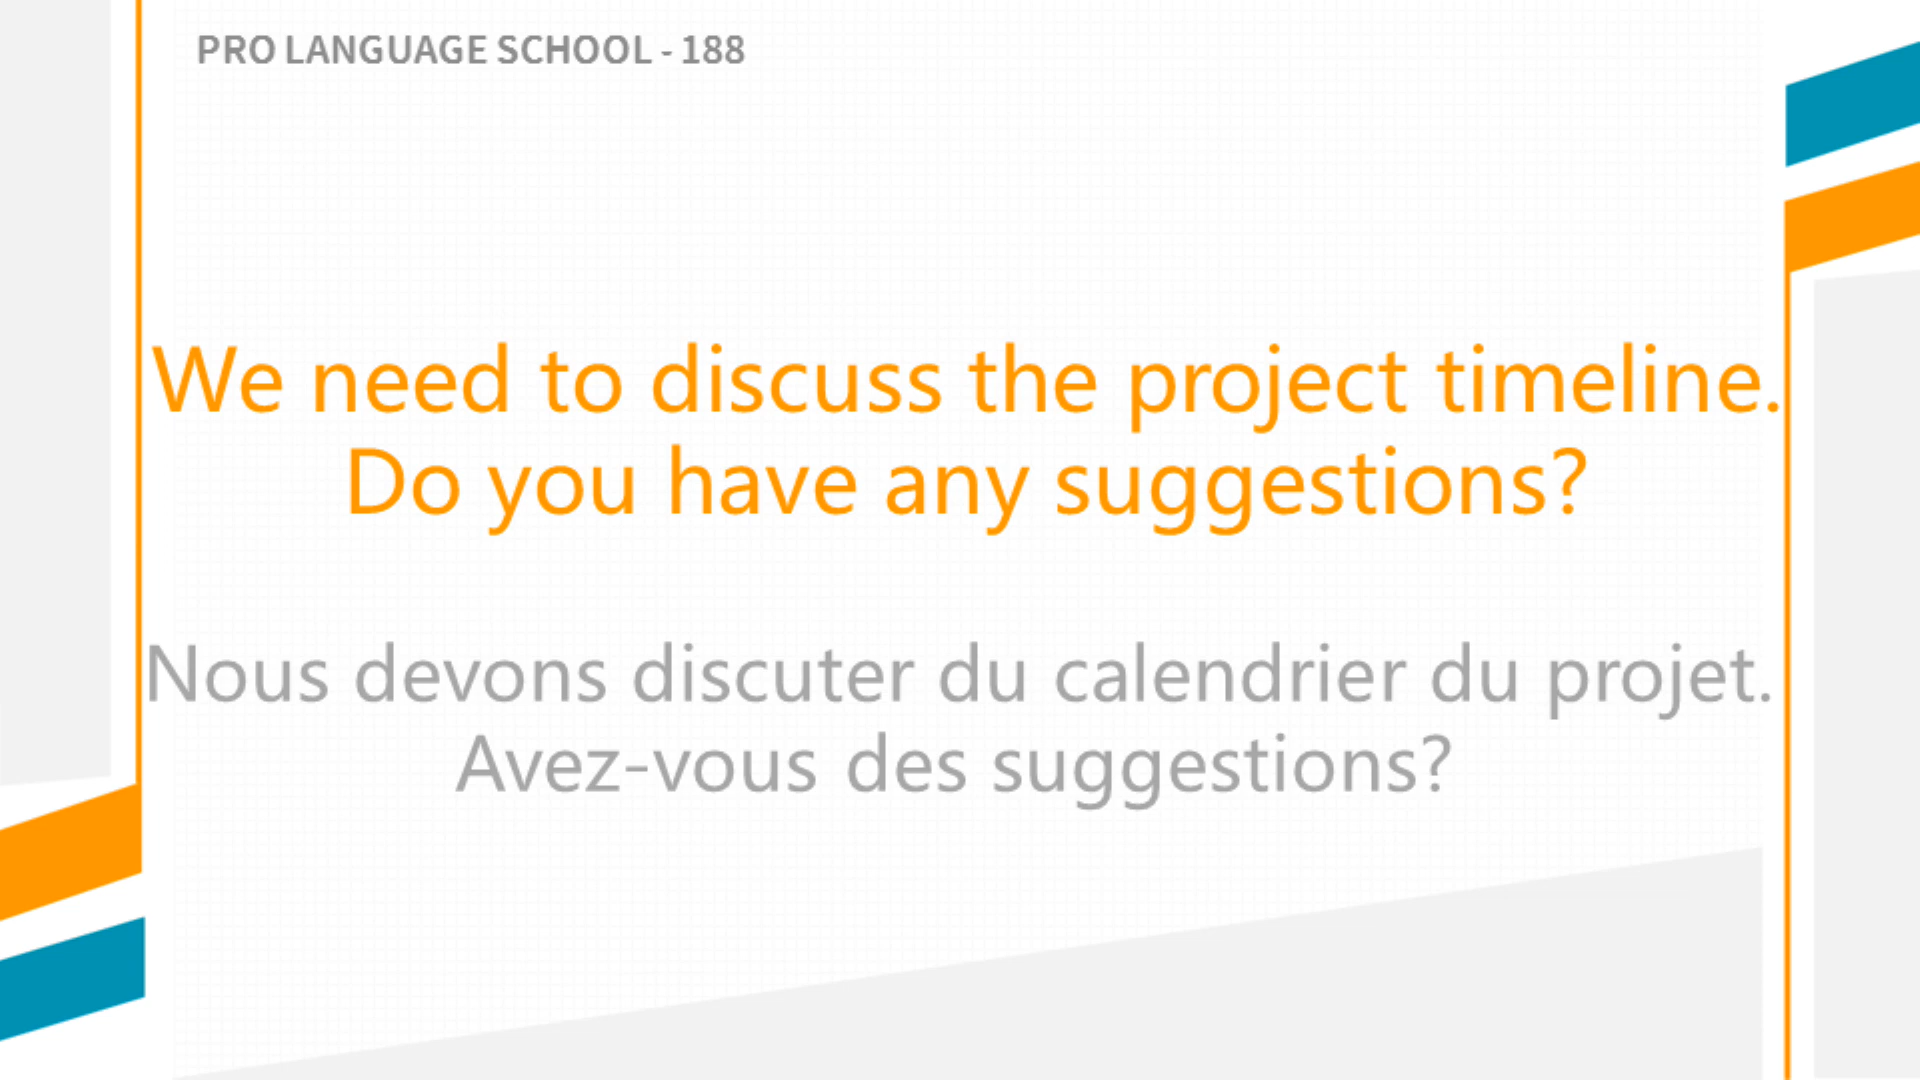 PRO LANGUAGE SCHOOL - 188
We need to discuss the project timeline.
Do you have any suggestions?
Nous devons discuter du calendrier du projet.
Avez-vous des suggestions?